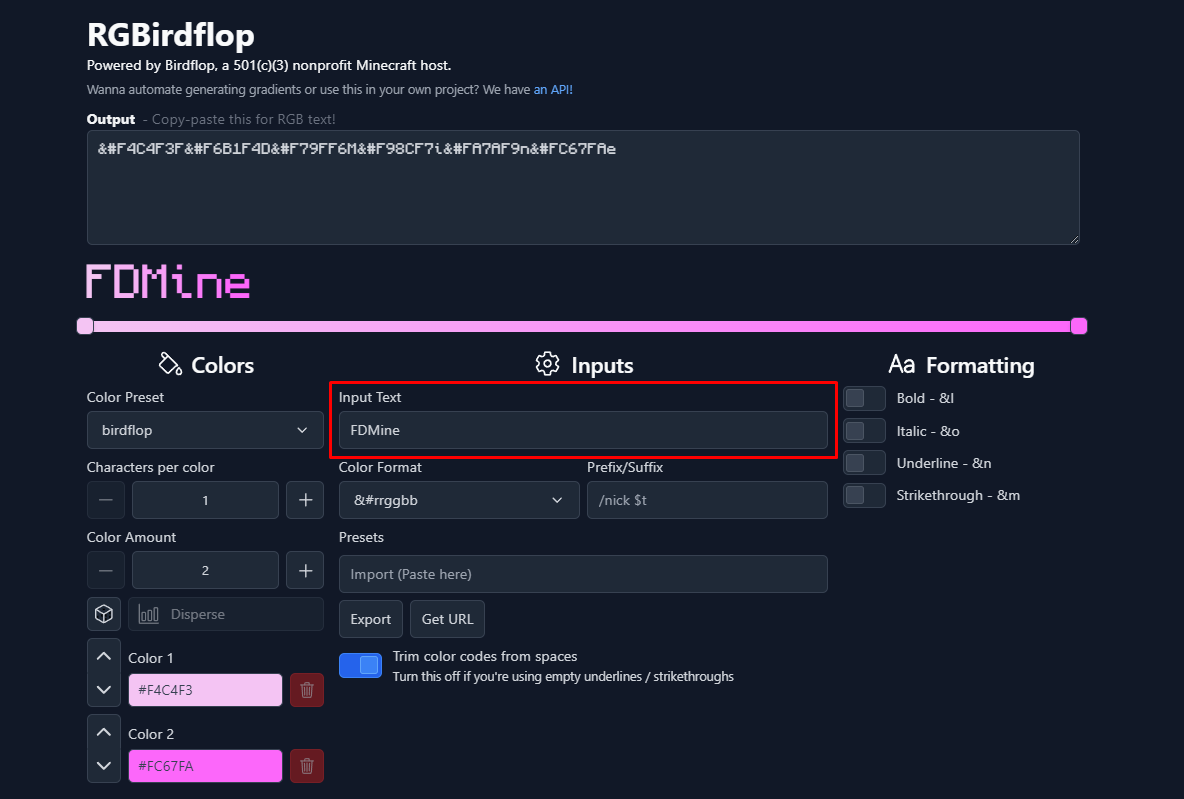 RGBirdflop
Powered by Birdflop, a 501(c)(3) nonprofit Minecraft host.
Wanna automate generating gradients or use this in your own project? We have an API!
Output - Copy-paste this for RGB text!
&#F4C4F3F&#F6B1F4D&#F79FF6M&#F98CF7i&#FA7AF9n&#FC67FAe
FDMine
Colors
Inputs
Aa Formatting
Color Preset
Input Text
Bold - &l
birdflop
FDMine
Italic - &o
Characters per color
Color Format
Prefix/Suffix
Underline - &n
1
&#rrggbb
/nick $t
Strikethrough - &m
Color Amount
Presets
2
Import (Paste here)
Disperse
Export
Get URL
Color 1
Trim color codes from spaces
Turn this off if you're using empty underlines / strikethroughs
#F4C4F3
Color 2
#FC67FA